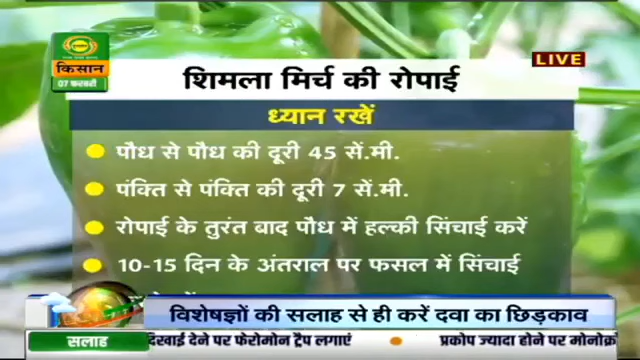 किसान
07 फरवरी
LIVE
शिमला मिर्च की रोपाई
ध्यान रखें
पौध से पौध की दूरी 45 सें.मी.
पंक्ति से पंक्ति की दूरी 7 सें.मी.
रोपाई के तुरंत बाद पौध में हल्की सिंचाई करें
10-15 दिन के अंतराल पर फसल में सिंचाई
विशेषज्ञों की सलाह से ही करें दवा का छिड़काव
सलाह
दिखाई देने पर फेरोमोन ट्रैप लगाएं
प्रकोप ज्यादा होने पर मोनोक्रो